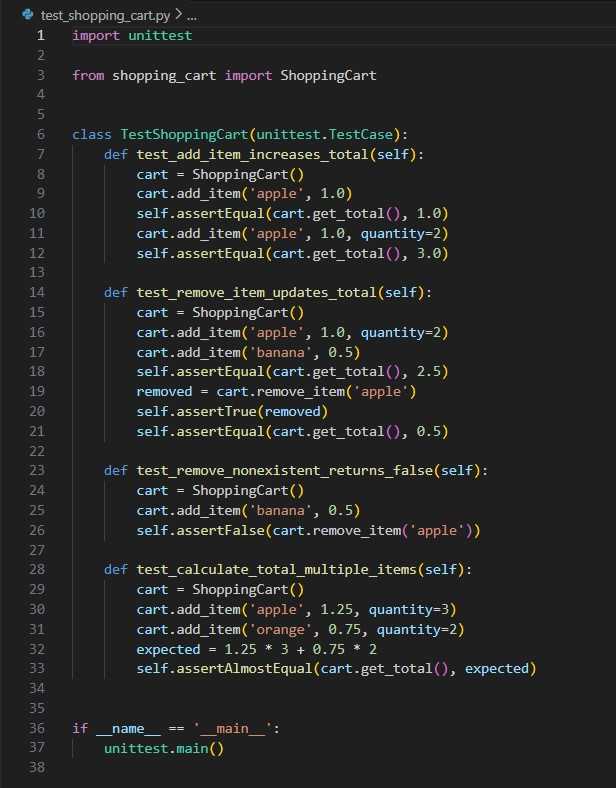 test_shopping_cart.py > ...
1 import unittest
2
3 from shopping_cart import ShoppingCart
4
5
6 class TestShoppingCart(unittest.TestCase):
7     def test_add_item_increases_total(self):
8         cart = ShoppingCart()
9         cart.add_item('apple', 1.0)
10         self.assertEqual(cart.get_total(), 1.0)
11         cart.add_item('apple', 1.0, quantity=2)
12         self.assertEqual(cart.get_total(), 3.0)
13
14     def test_remove_item_updates_total(self):
15         cart = ShoppingCart()
16         cart.add_item('apple', 1.0, quantity=2)
17         cart.add_item('banana', 0.5)
18         self.assertEqual(cart.get_total(), 2.5)
19         removed = cart.remove_item('apple')
20         self.assertTrue(removed)
21         self.assertEqual(cart.get_total(), 0.5)
22
23     def test_remove_nonexistent_returns_false(self):
24         cart = ShoppingCart()
25         cart.add_item('banana', 0.5)
26         self.assertFalse(cart.remove_item('apple'))
27
28     def test_calculate_total_multiple_items(self):
29         cart = ShoppingCart()
30         cart.add_item('apple', 1.25, quantity=3)
31         cart.add_item('orange', 0.75, quantity=2)
32         expected = 1.25 * 3 + 0.75 * 2
33         self.assertAlmostEqual(cart.get_total(), expected)
34
35
36 if __name__ == '__main__':
37     unittest.main()
38